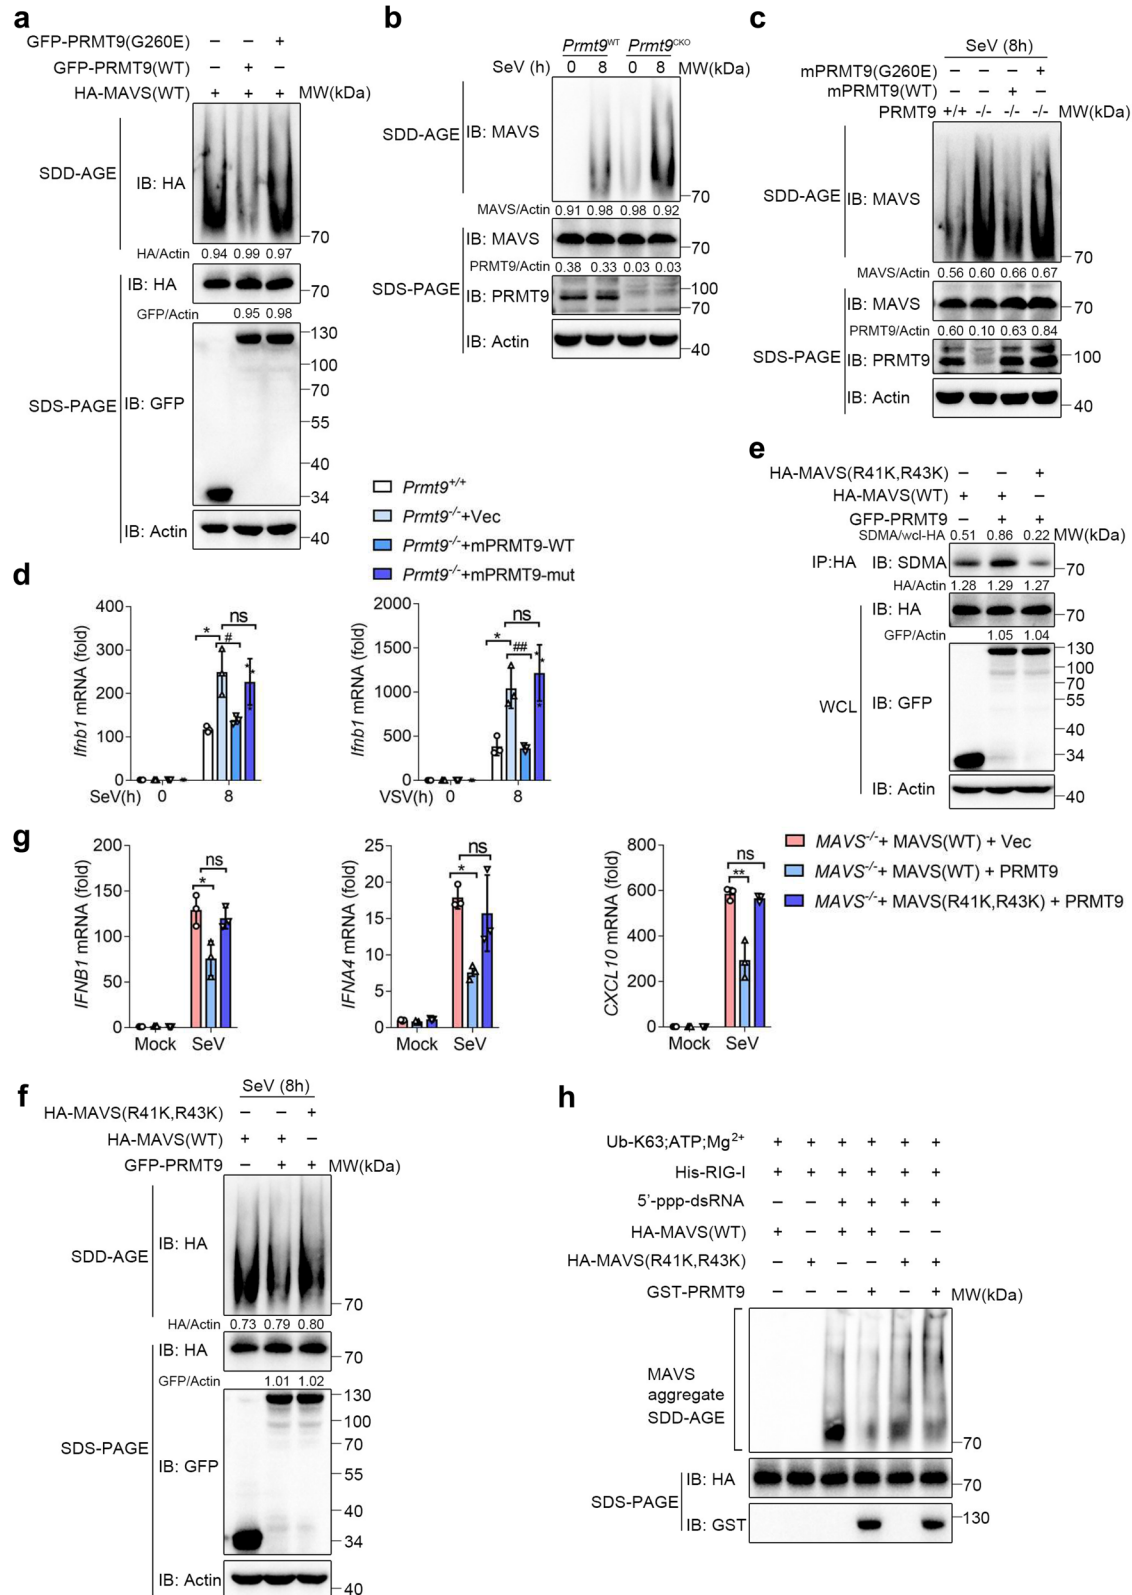 a
GFP-PRMT9(G260E) – – +
GFP-PRMT9(WT) – + –
HA-MAVS(WT) + + + MW(kDa)
SDD-AGE
IB: HA
70
HA/Actin 0.94 0.99 0.97
IB: HA
70
GFP/Actin 0.95 0.98
SDS-PAGE
IB: GFP
130
100
70
55
40
34
IB: Actin
40
b
Prmt9WT Prmt9CKO
SeV (h) 0 8 0 8 MW(kDa)
SDD-AGE
IB: MAVS
70
MAVS/Actin 0.91 0.98 0.98 0.92
IB: MAVS
70
PRMT9/Actin 0.38 0.33 0.03 0.03
SDS-PAGE
IB: PRMT9
100
70
IB: Actin
40
c
SeV (8h)
mPRMT9(G260E) – – – +
mPRMT9(WT) – – + –
PRMT9 +/+ -/- -/- -/- MW(kDa)
SDD-AGE
IB: MAVS
70
MAVS/Actin 0.56 0.60 0.66 0.67
IB: MAVS
70
PRMT9/Actin 0.60 0.10 0.63 0.84
SDS-PAGE
IB: PRMT9
100
IB: Actin
40
Prmt9+/+
Prmt9-/-+Vec
Prmt9-/-+mPRMT9-WT
Prmt9-/-+mPRMT9-mut
d
Ifnb1 mRNA (fold)
400
300
200
100
0
* # ns
SeV(h) 0 8
Ifnb1 mRNA (fold)
2000
1500
1000
500
0
* ## ns
VSV(h) 0 8
e
HA-MAVS(R41K,R43K) – – +
HA-MAVS(WT) + + –
GFP-PRMT9 – + +
SDMA/wcl-HA 0.51 0.86 0.22 MW(kDa)
IP:HA IB: SDMA
70
HA/Actin 1.28 1.29 1.27
IB: HA
70
GFP/Actin 1.05 1.04
WCL
IB: GFP
130
100
70
55
40
34
IB: Actin
40
g
IFNB1 mRNA (fold)
200
150
100
50
0
* ns
Mock SeV
IFNA4 mRNA (fold)
25
20
15
10
5
0
* ns
Mock SeV
CXCL10 mRNA (fold)
800
600
400
200
0
** ns
Mock SeV
MAVS-/-+ MAVS(WT) + Vec
MAVS-/-+ MAVS(WT) + PRMT9
MAVS-/-+ MAVS(R41K,R43K) + PRMT9
f
SeV (8h)
HA-MAVS(R41K,R43K) – – +
HA-MAVS(WT) + + –
GFP-PRMT9 – + + MW(kDa)
SDD-AGE
IB: HA
70
HA/Actin 0.73 0.79 0.80
IB: HA
70
GFP/Actin 1.01 1.02
SDS-PAGE
IB: GFP
130
100
70
55
40
34
IB: Actin
40
h
Ub-K63;ATP;Mg2+ + + + + + +
His-RIG-I + + + + + +
5'-ppp-dsRNA – – + + + +
HA-MAVS(WT) + – + + – –
HA-MAVS(R41K,R43K) – + – – + +
GST-PRMT9 – – – + – + MW(kDa)
MAVS
aggregate
SDD-AGE
70
IB: HA
70
SDS-PAGE
IB: GST
130